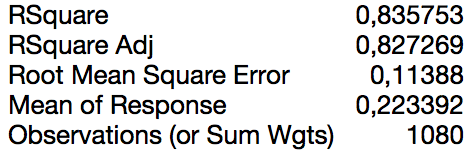 RSquare 0,835753
RSquare Adj 0,827269
Root Mean Square Error 0,11388
Mean of Response 0,223392
Observations (or Sum Wgts) 1080